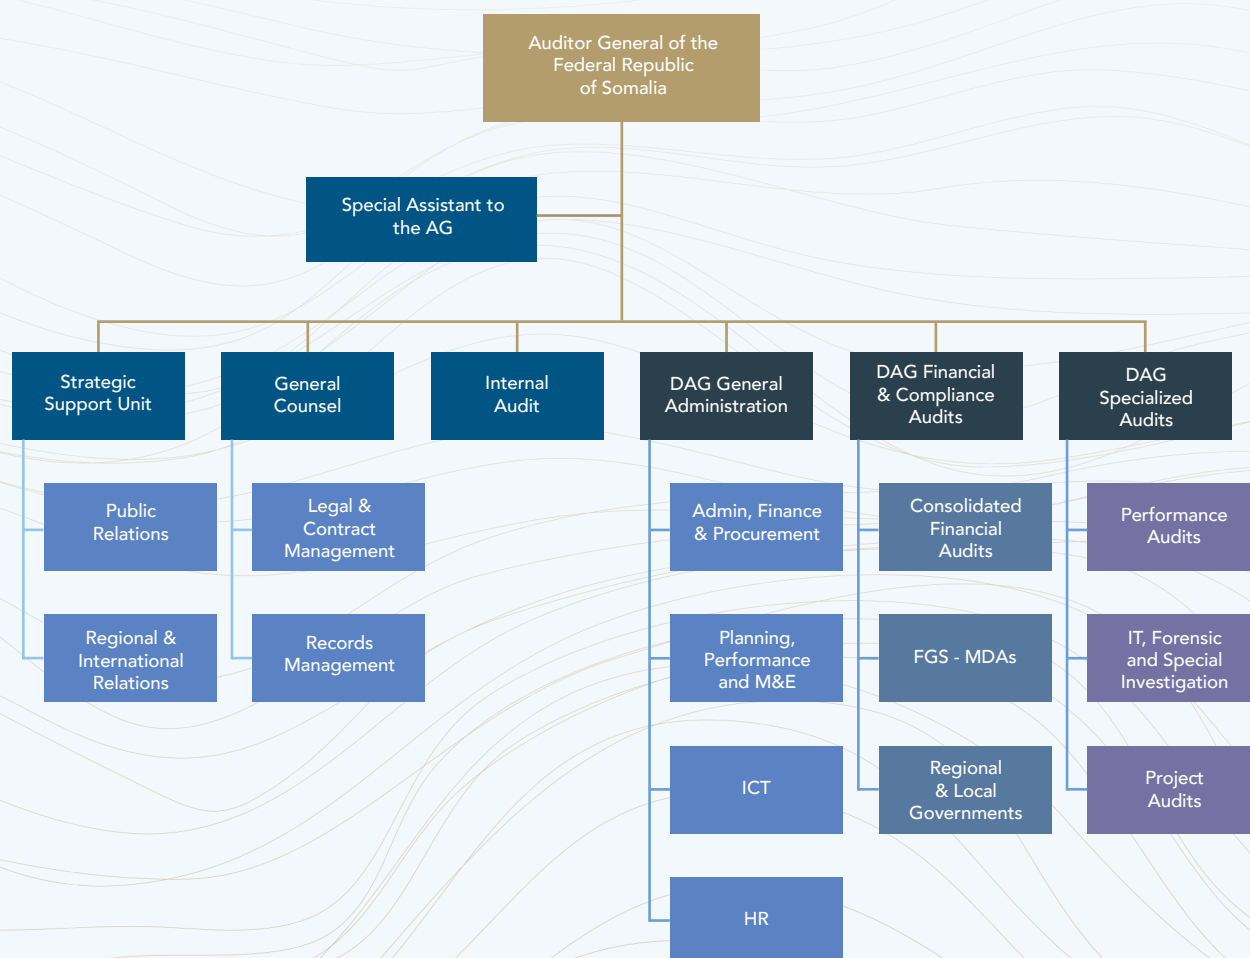 Auditor General of the
Federal Republic
of Somalia
Special Assistant to
the AG
Strategic
Support Unit
General
Counsel
Internal
Audit
DAG General
Administration
DAG Financial
& Compliance
Audits
DAG
Specialized
Audits
Public
Relations
Legal &
Contract
Management
Admin, Finance
& Procurement
Consolidated
Financial
Audits
Performance
Audits
Regional &
International
Relations
Records
Management
Planning,
Performance
and M&E
FGS - MDAs
IT, Forensic
and Special
Investigation
ICT
Regional
& Local
Governments
Project
Audits
HR